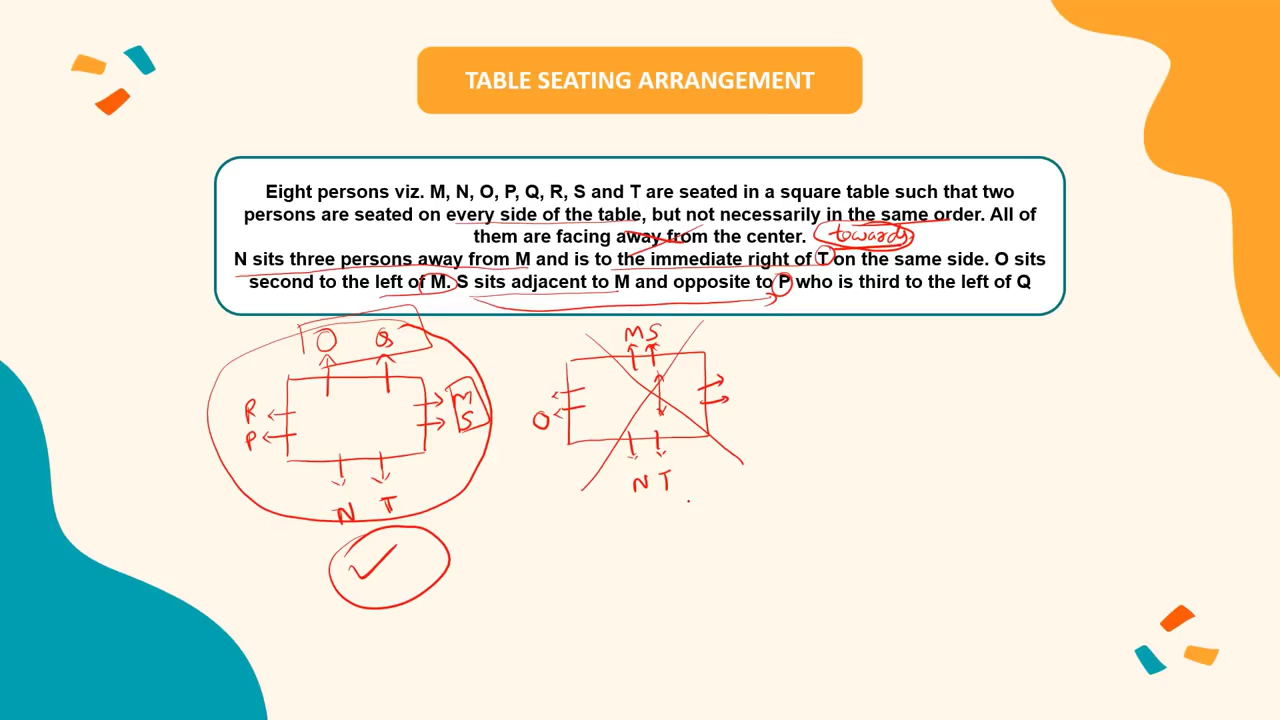 TABLE SEATING ARRANGEMENT
Eight persons viz. M, N, O, P, Q, R, S and T are seated in a square table such that two
persons are seated on every side of the table, but not necessarily in the same order. All of
them are facing away from the center. towards
N sits three persons away from M and is to the immediate right of T on the same side. O sits
second to the left of M. S sits adjacent to M and opposite to P who is third to the left of Q
O Q
R M
P S
N T
M S
O
N T